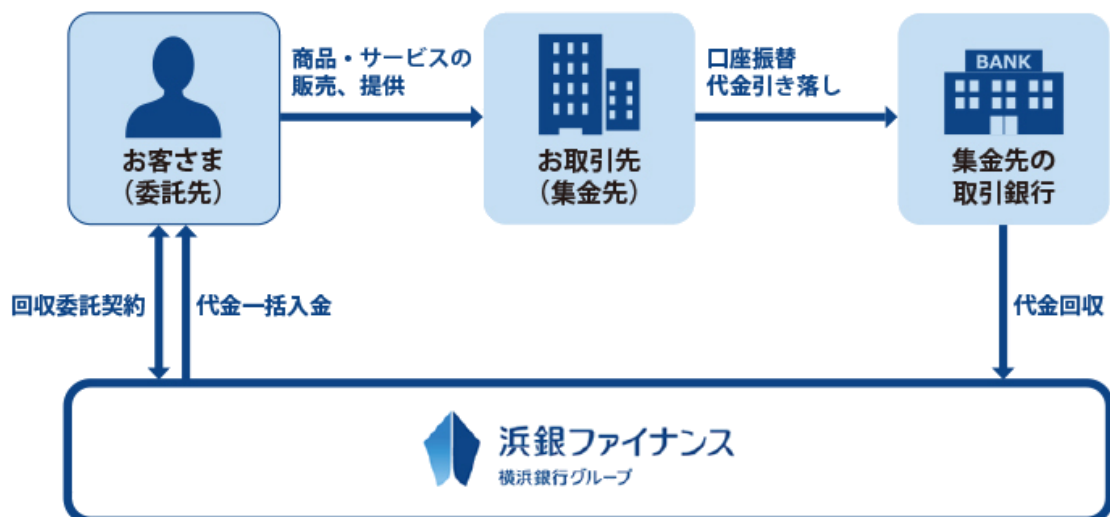 お客さま
（委託先）
商品・サービスの
販売、提供
お取引先
（集金先）
口座振替
代金引き落し
BANK
集金先の
取引銀行
回収委託契約
代金一括入金
代金回収
浜銀ファイナンス
横浜銀行グループ